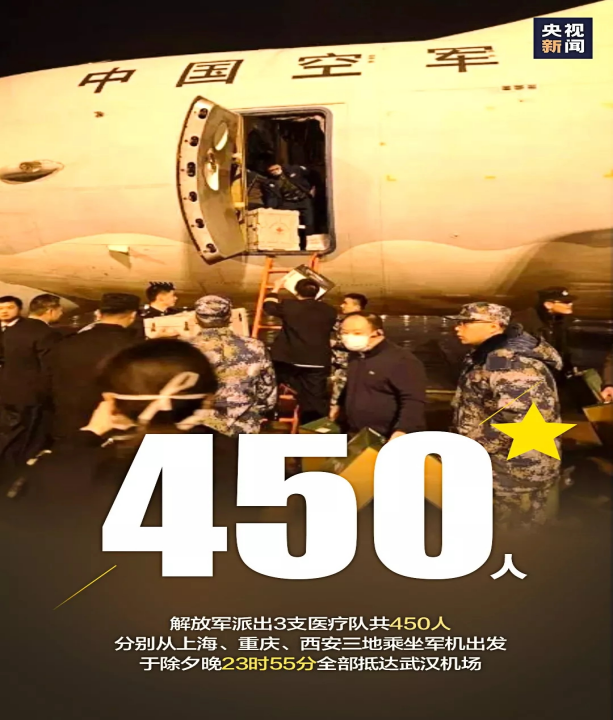 央视
新闻
中国空军
450人
解放军派出3支医疗队共450人
分别从上海、重庆、西安三地乘坐军机出发
于除夕晚23时55分全部抵达武汉机场